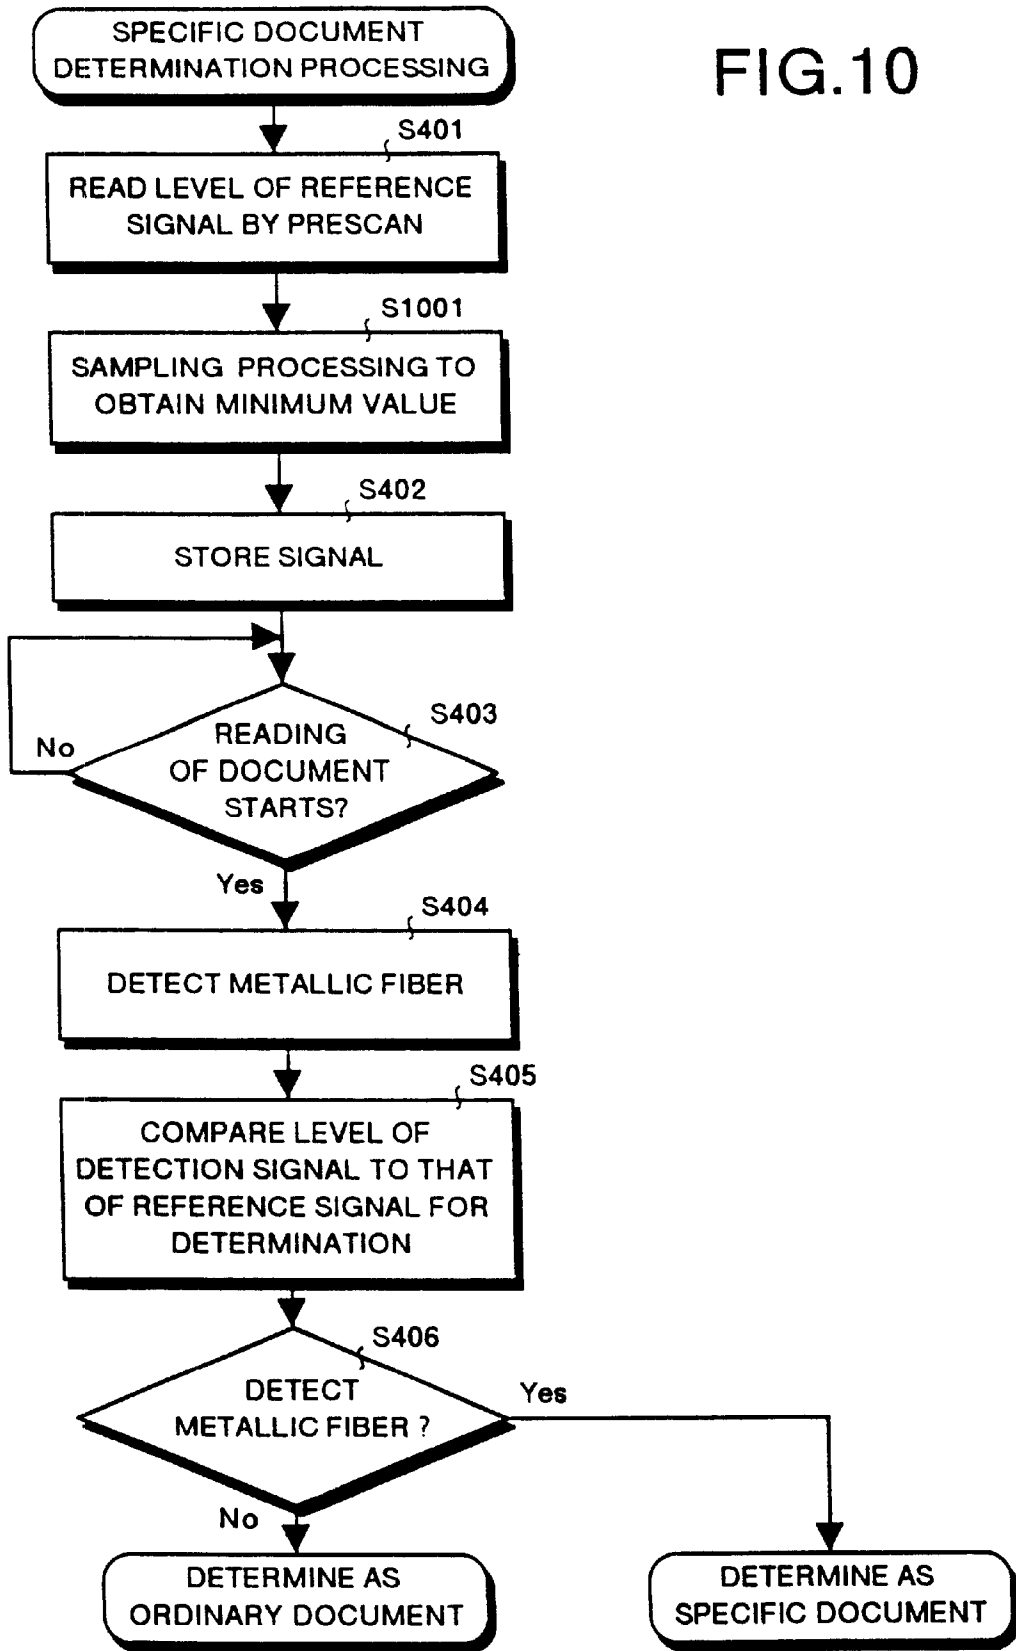 SPECIFIC DOCUMENT
DETERMINATION PROCESSING
FIG.10
S401
READ LEVEL OF REFERENCE
SIGNAL BY PRESCAN
S1001
SAMPLING PROCESSING TO
OBTAIN MINIMUM VALUE
S402
STORE SIGNAL
S403
READING
OF DOCUMENT
STARTS?
No
Yes
S404
DETECT METALLIC FIBER
S405
COMPARE LEVEL OF
DETECTION SIGNAL TO THAT
OF REFERENCE SIGNAL FOR
DETERMINATION
S406
DETECT
METALLIC FIBER ?
Yes
No
DETERMINE AS
ORDINARY DOCUMENT
DETERMINE AS
SPECIFIC DOCUMENT